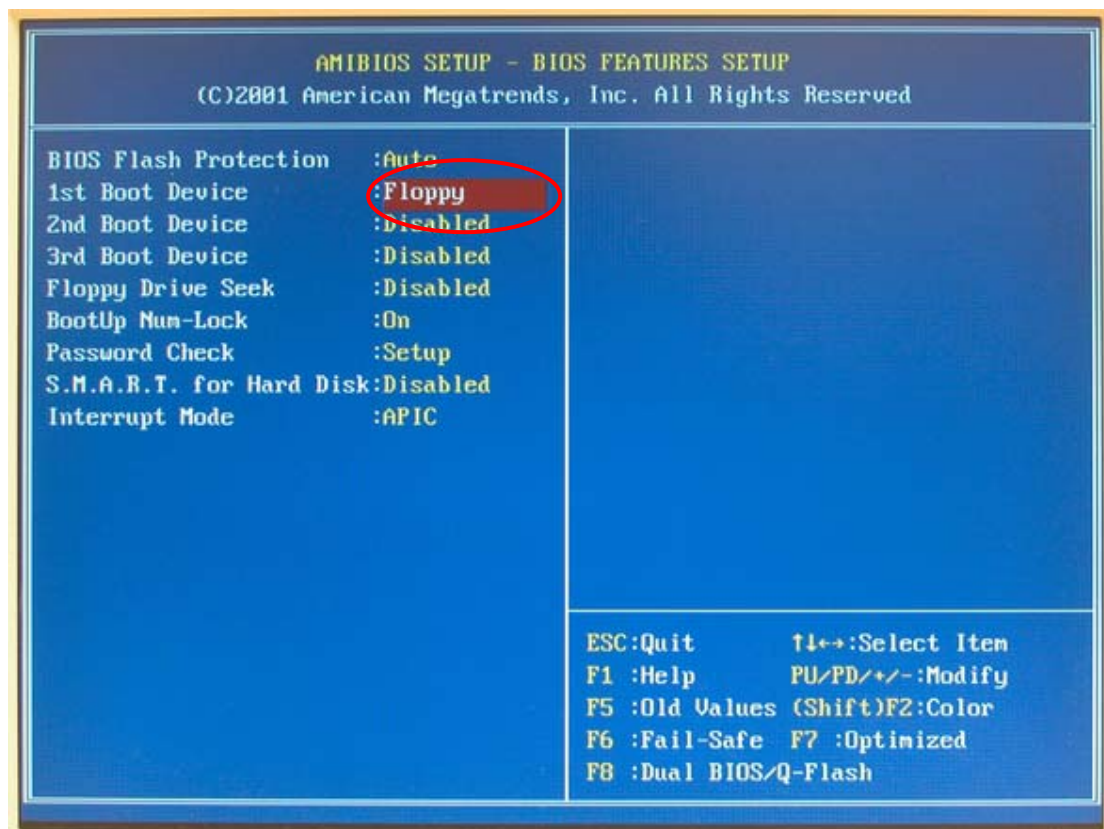 AMIBIOS SETUP - BIOS FEATURES SETUP
(C)2001 American Megatrends, Inc. All Rights Reserved
BIOS Flash Protection :Auto
1st Boot Device :Floppy
2nd Boot Device :Disabled
3rd Boot Device :Disabled
Floppy Drive Seek :Disabled
BootUp Num-Lock :On
Password Check :Setup
S.M.A.R.T. for Hard Disk:Disabled
Interrupt Mode :APIC
ESC:Quit ↑↓←→:Select Item
F1 :Help PU/PD/+/-:Modify
F5 :Old Values (Shift)F2:Color
F6 :Fail-Safe F7 :Optimized
F8 :Dual BIOS/Q-Flash